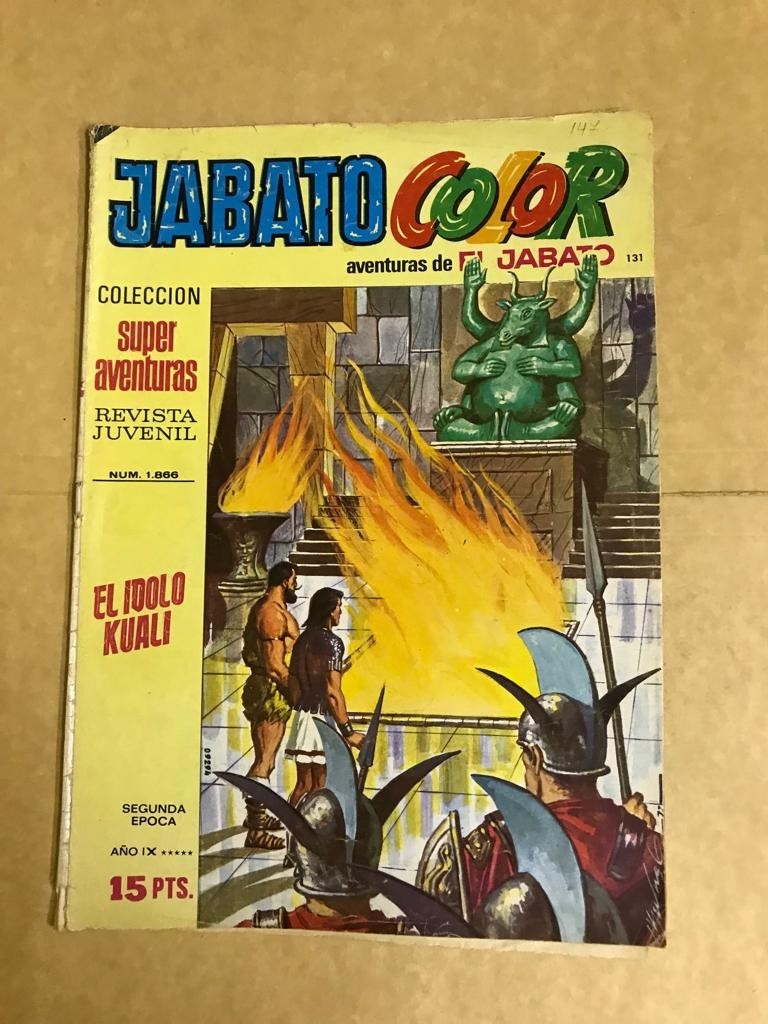 147
JABATO COLOR
aventuras de EL JABATO 131
COLECCION
super
aventuras
REVISTA
JUVENIL
NUM. 1.866
EL IDOLO
KUALI
SEGUNDA
EPOCA
AÑO IX *****
15 PTS.